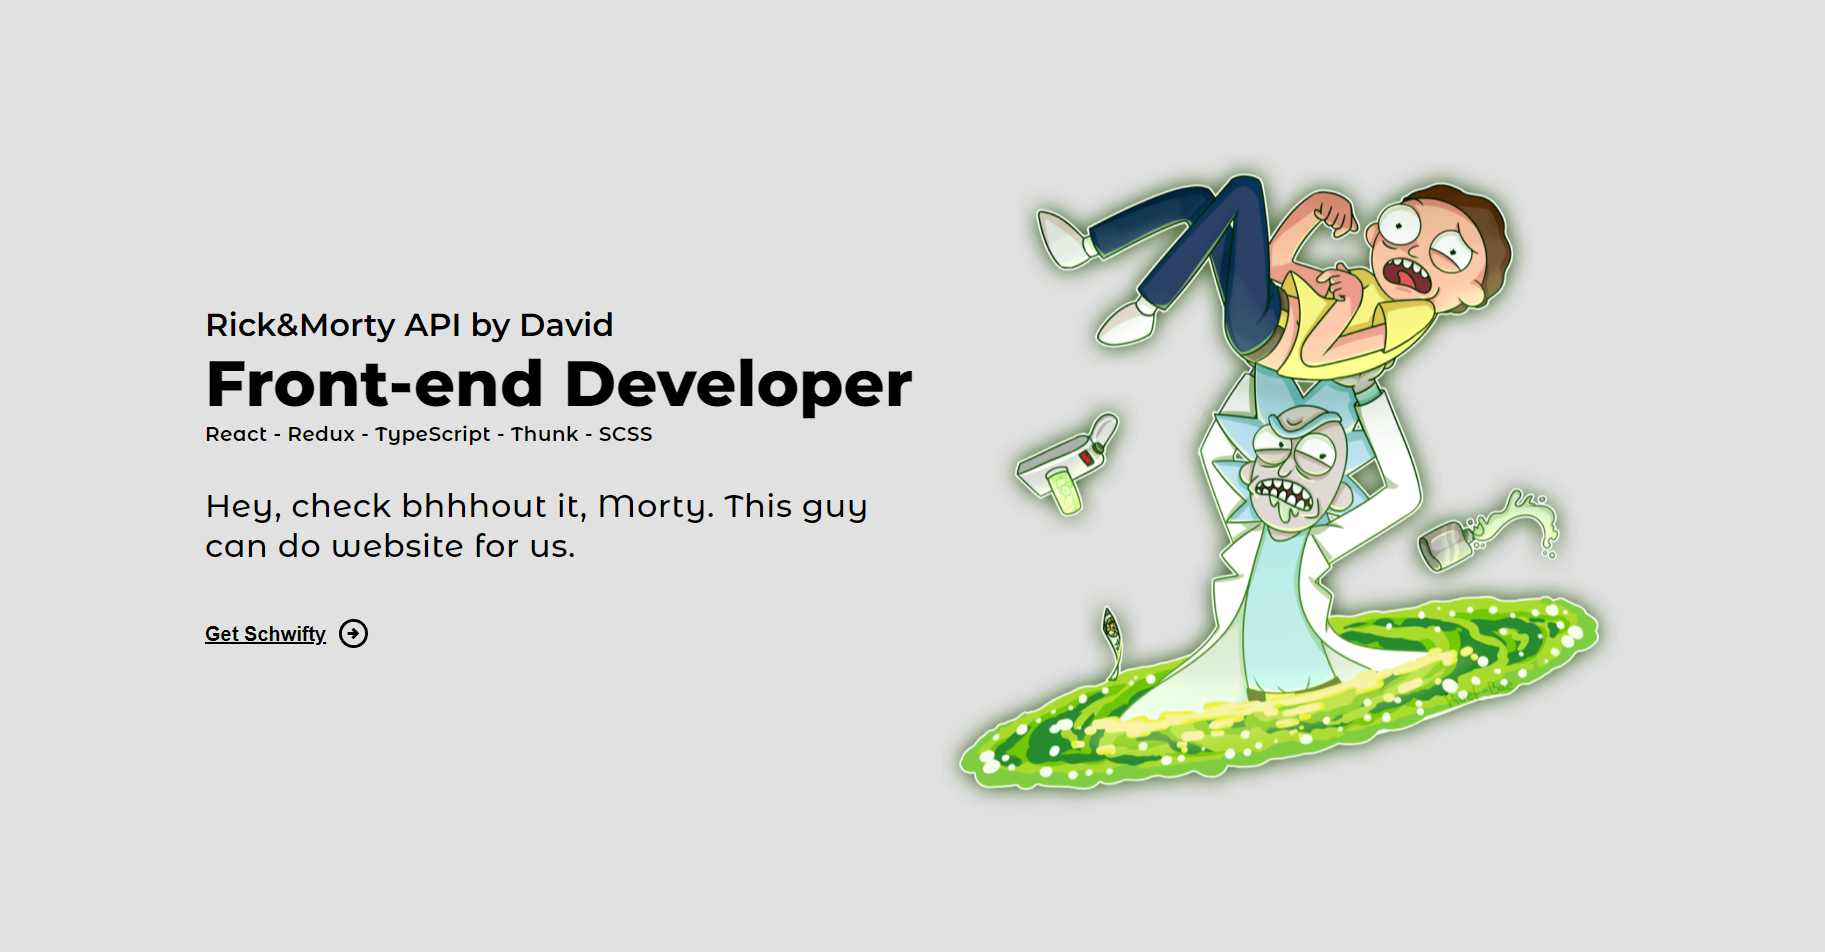 Rick&Morty API by David
Front-end Developer
React - Redux - TypeScript - Thunk - SCSS
Hey, check bhhhout it, Morty. This guy
can do website for us.
Get Schwifty